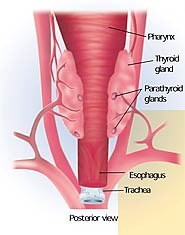 Pharynx
Thyroid
gland
Parathyroid
glands
Esophagus
Trachea
Posterior view